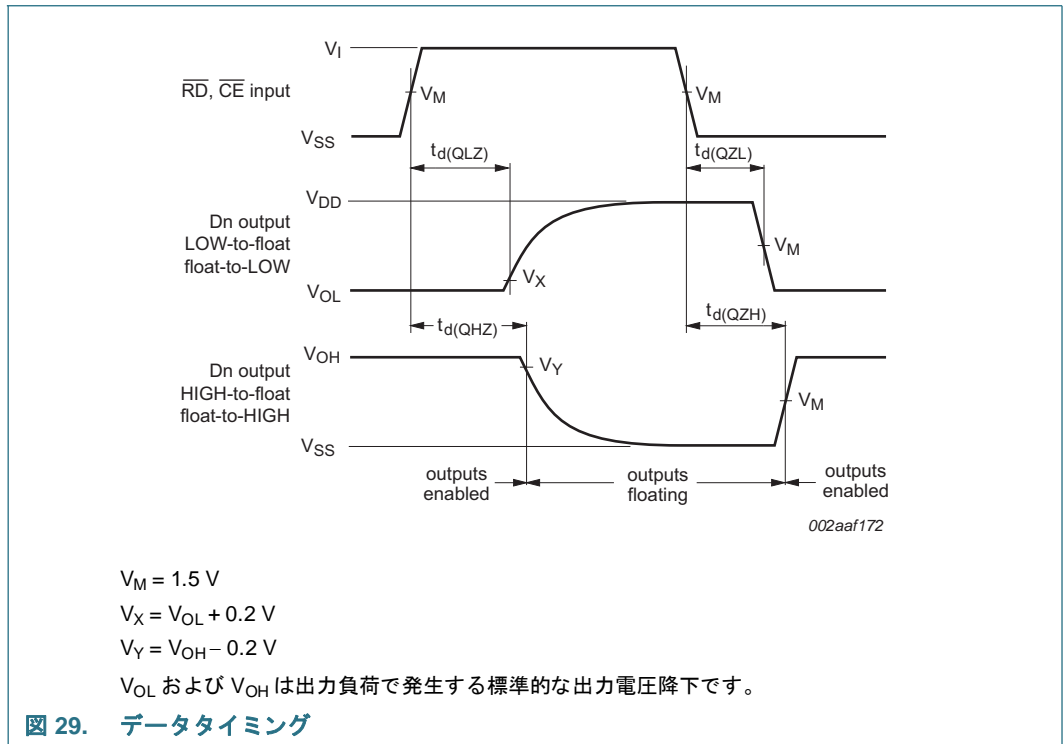 V_I
R̅D̅, C̅E̅ input
V_M
V_M
V_SS
t_d(QLZ)
t_d(QZL)
V_DD
Dn output
LOW-to-float
float-to-LOW
V_M
V_X
V_OL
t_d(QHZ)
t_d(QZH)
V_OH
Dn output
HIGH-to-float
float-to-HIGH
V_Y
V_M
V_SS
outputs
enabled
outputs
floating
outputs
enabled
002aaf172
V_M = 1.5 V
V_X = V_OL + 0.2 V
V_Y = V_OH − 0.2 V
V_OL および V_OH は出力負荷で発生する標準的な出力電圧降下です。
図 29. データタイミング